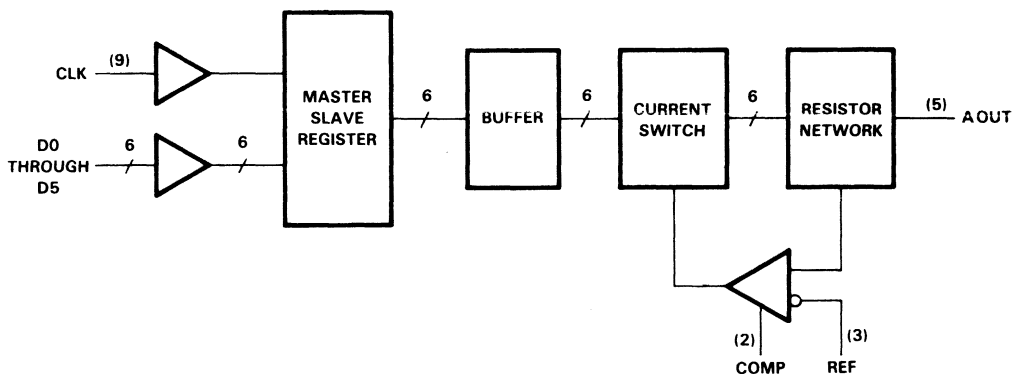 CLK
(9)
MASTER
SLAVE
REGISTER
D0
THROUGH
D5
6
6
6
BUFFER
6
CURRENT
SWITCH
6
RESISTOR
NETWORK
(5)
AOUT
(2)
COMP
(3)
REF